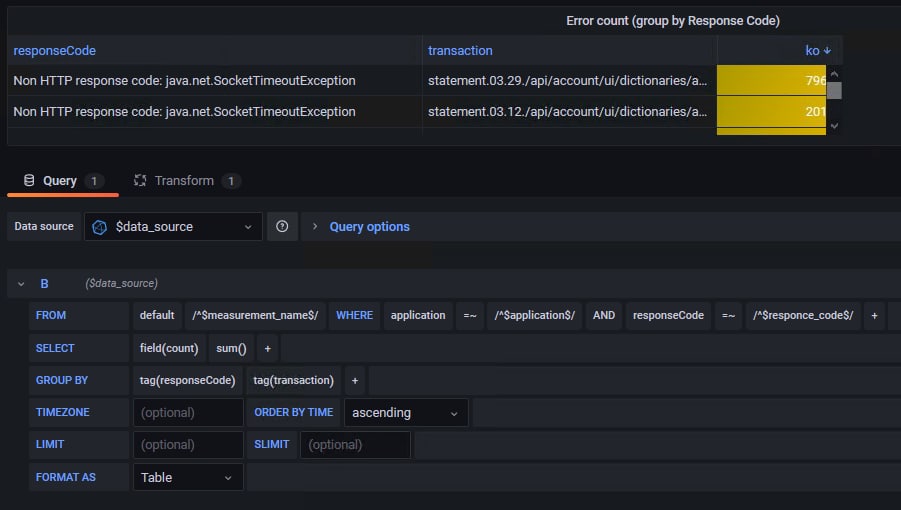 Error count (group by Response Code)
responseCode transaction ko ↓
Non HTTP response code: java.net.SocketTimeoutException statement.03.29./api/account/ui/dictionaries/a... 796
Non HTTP response code: java.net.SocketTimeoutException statement.03.12./api/account/ui/dictionaries/a... 201
Query 1 Transform 1
Data source $data_source Query options
B ($data_source)
FROM default /^$measurement_name$/ WHERE application =~ /^$application$/ AND responseCode =~ /^$responce_code$/ +
SELECT field(count) sum() +
GROUP BY tag(responseCode) tag(transaction) +
TIMEZONE (optional) ORDER BY TIME ascending
LIMIT (optional) SLIMIT (optional)
FORMAT AS Table